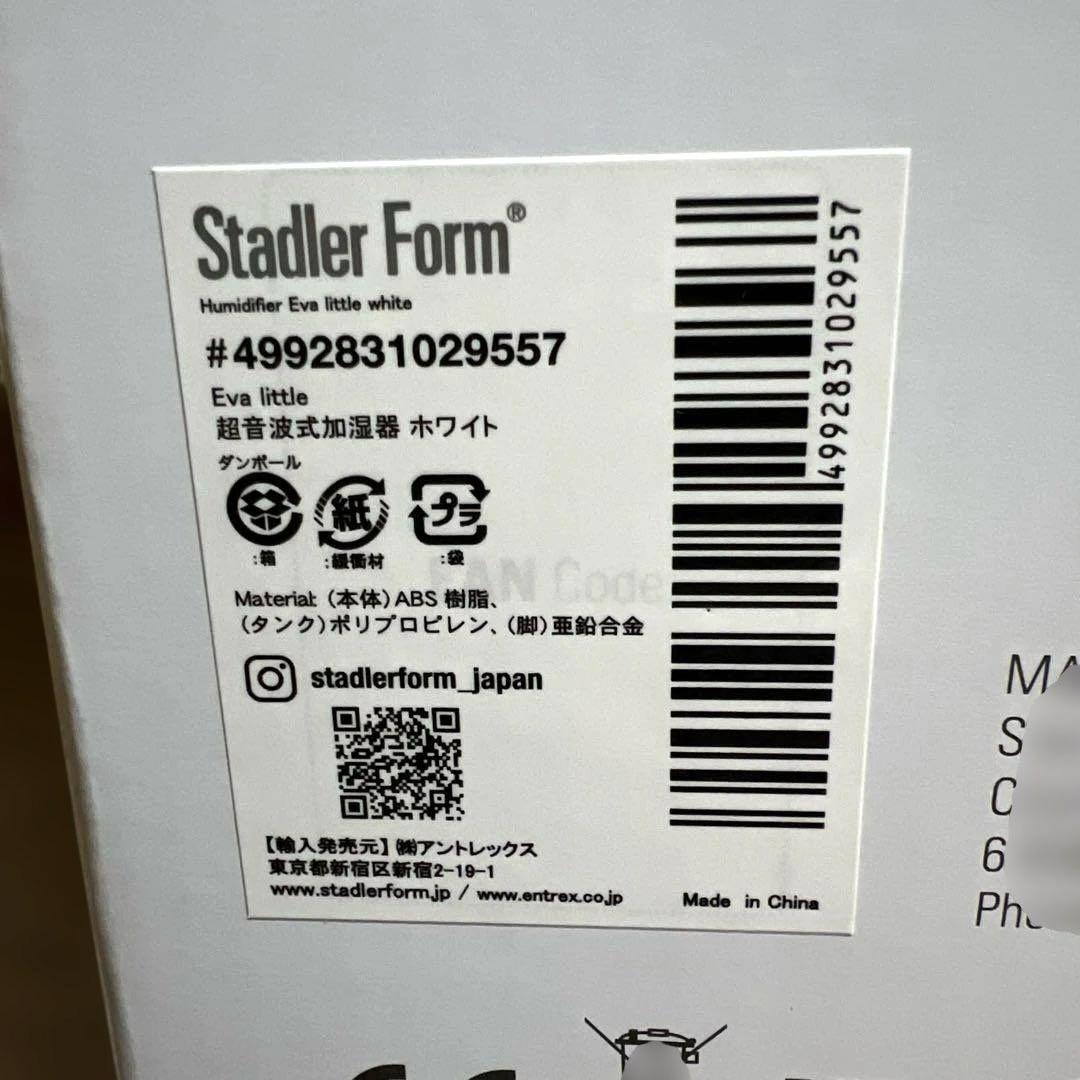 Stadler Form®
Humidifier Eva little white
#4992831029557
Eva little
超音波式加湿器 ホワイト
ダンボール
紙
プラ
:箱
:緩衝材
:袋
EAN Code
Material: (本体)ABS 樹脂、
(タンク)ポリプロピレン、(脚)亜鉛合金
stadlerform_japan
【輸入発売元】㈱アントレックス
東京都新宿区新宿2-19-1
www.stadlerform.jp / www.entrex.co.jp
Made in China
4992831029557